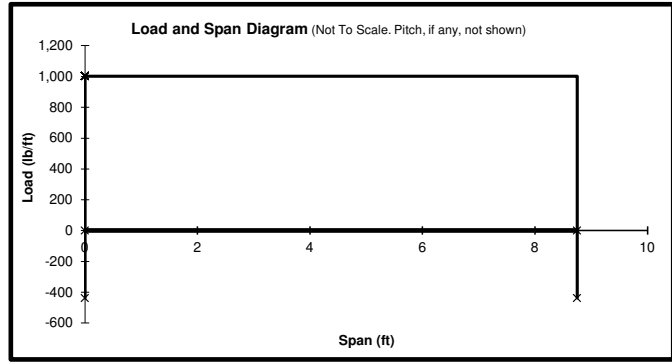 Load and Span Diagram (Not To Scale. Pitch, if any, not shown)
Load (lb/ft)
1,200
1,000
800
600
400
200
0
-200
-400
-600
0 2 4 6 8 10
Span (ft)